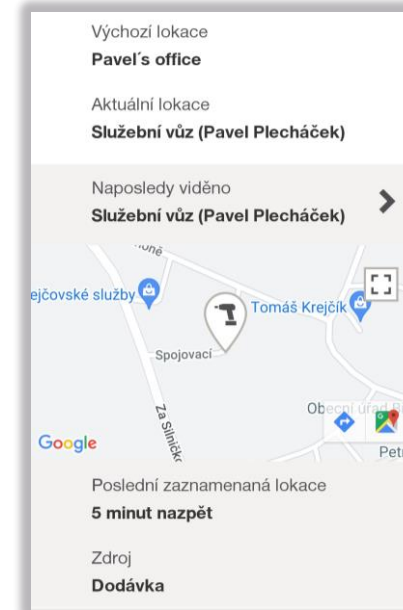 Výchozí lokace
Pavel´s office
Aktuální lokace
Služební vůz (Pavel Plecháček)
Naposledy viděno
Služební vůz (Pavel Plecháček)
ejčovské služby
Tomáš Krejčík
Spojovací
Za Silničko
Obecní úřad B
Google
Petr
Poslední zaznamenaná lokace
5 minut nazpět
Zdroj
Dodávka